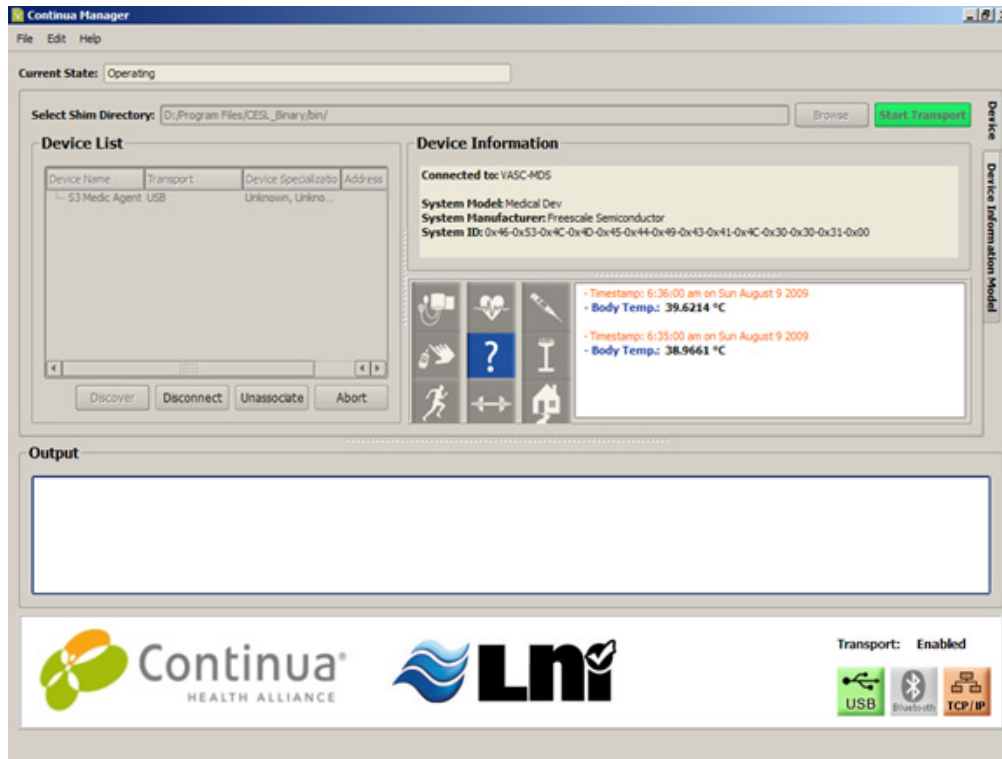 Continua Manager
File Edit Help
Current State: Operating
Select Shim Directory: D:/Program Files/CESL_Binary/bin/ Browse Start Transport
Device
Device Information Model
Device List
Device Name Transport Device Specializatio Address
S3 Medic Agent USB Unknown, Unkno...
Discover Disconnect Unassociate Abort
Device Information
Connected to: VASC-MDS
System Model: Medical Dev
System Manufacturer: Freescale Semiconductor
System ID: 0x46-0x53-0x4C-0x4D-0x45-0x44-0x49-0x43-0x41-0x4C-0x30-0x30-0x31-0x00
- Timestamp: 6:36:00 am on Sun August 9 2009
- Body Temp.: 39.6214 °C
- Timestamp: 6:35:00 am on Sun August 9 2009
- Body Temp.: 38.9661 °C
?
Output
Continua®
HEALTH ALLIANCE
LNi
Transport: Enabled
USB Bluetooth TCP/IP